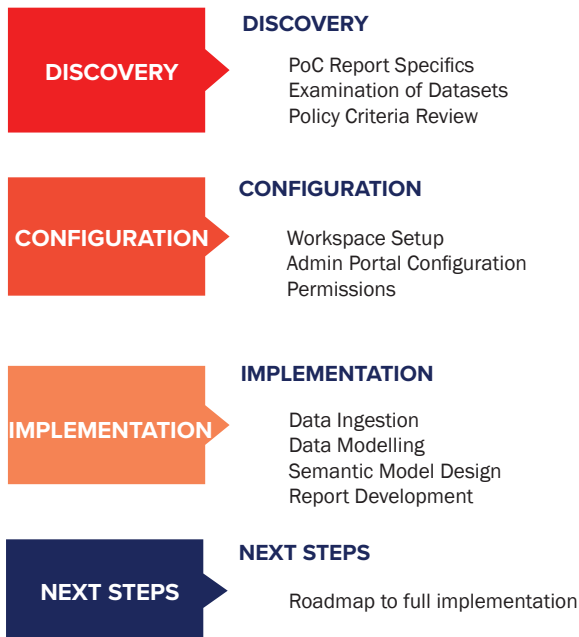 DISCOVERY
DISCOVERY
PoC Report Specifics
Examination of Datasets
Policy Criteria Review
CONFIGURATION
CONFIGURATION
Workspace Setup
Admin Portal Configuration
Permissions
IMPLEMENTATION
IMPLEMENTATION
Data Ingestion
Data Modelling
Semantic Model Design
Report Development
NEXT STEPS
NEXT STEPS
Roadmap to full implementation